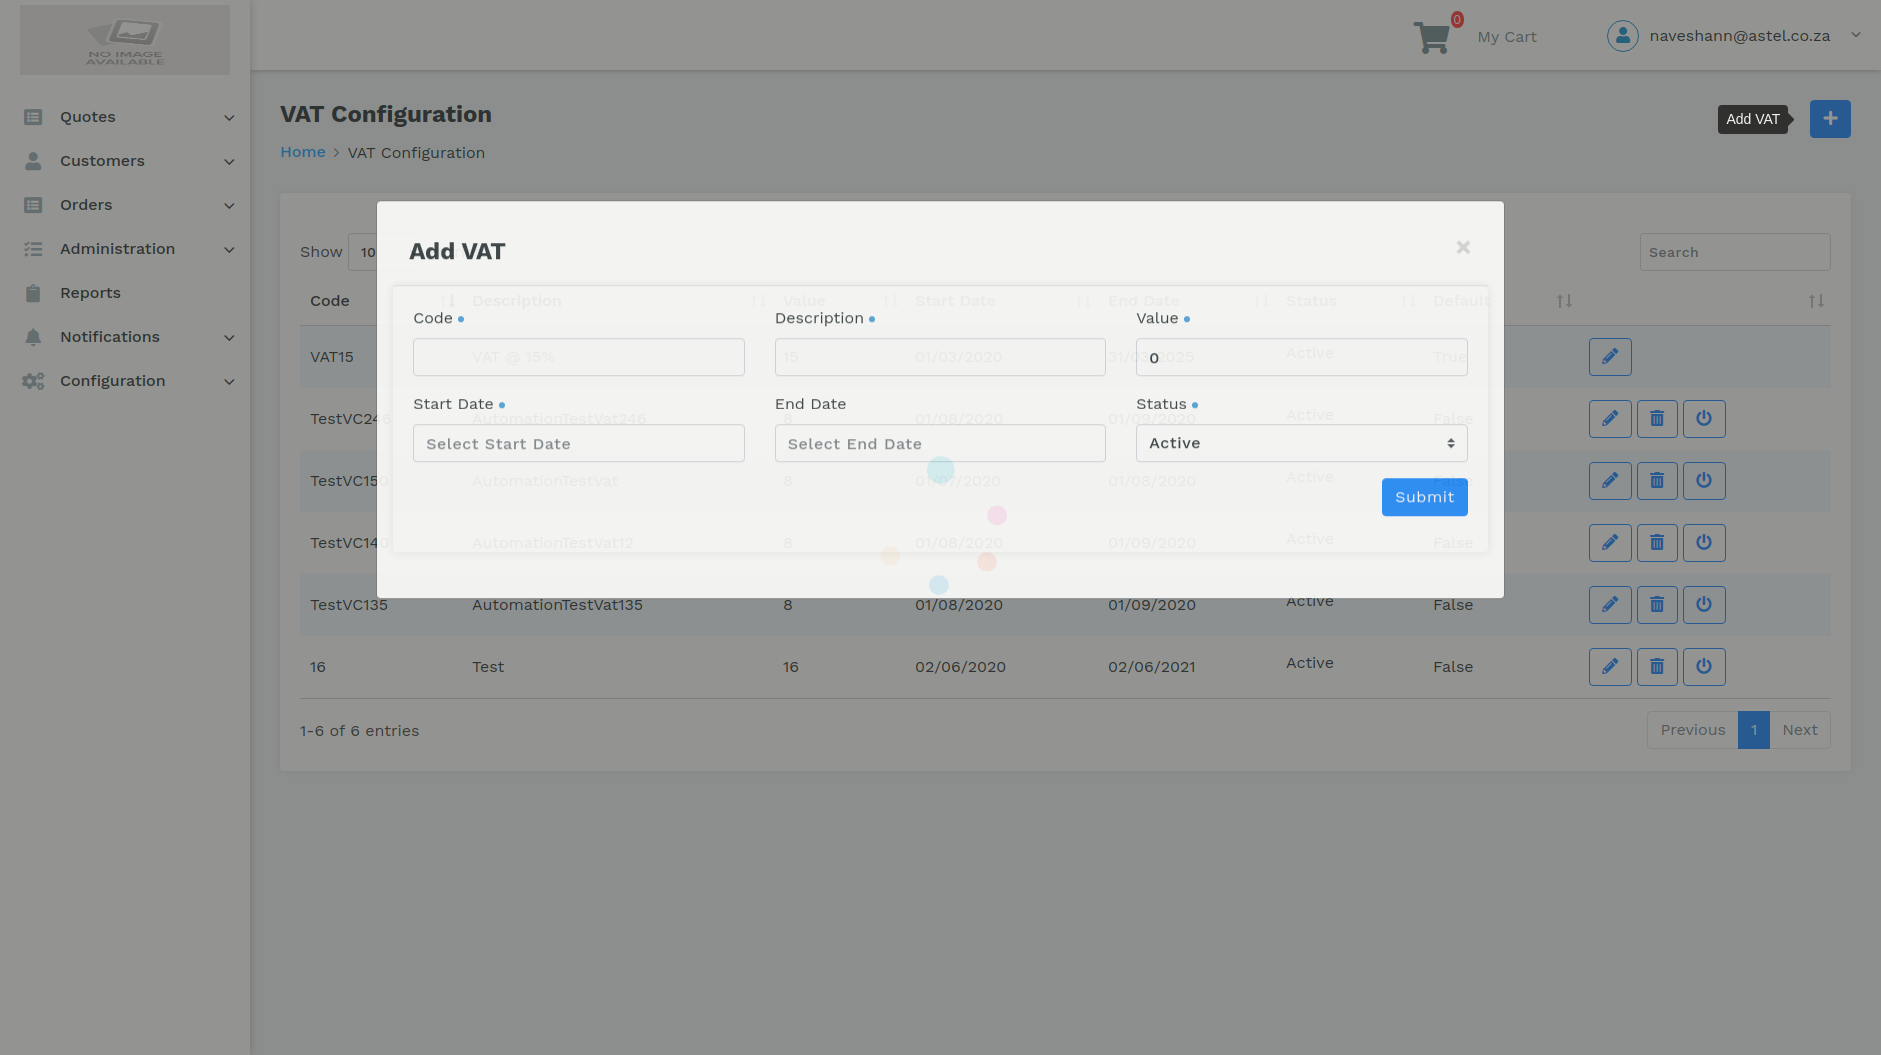 NO IMAGE
AVAILABLE
0
My Cart
naveshann@astel.co.za
Quotes
Customers
Orders
Administration
Reports
Notifications
Configuration
VAT Configuration
Home > VAT Configuration
Add VAT
+
Show 10
Search
Add VAT
×
Code Description Value Start Date End Date Status Default
Code
Description
Value
0
VAT15 VAT @ 15% 15 01/03/2020 31/03/2025 Active True
Start Date
End Date
Status
Select Start Date
Select End Date
Active
TestVC246 AutomationTestVat246 8 01/08/2020 01/09/2020 Active False
TestVC150 AutomationTestVat 8 01/07/2020 01/08/2020 Active False
Submit
TestVC140 AutomationTestVat12 8 01/08/2020 01/09/2020 Active False
TestVC135 AutomationTestVat135 8 01/08/2020 01/09/2020 Active False
16 Test 16 02/06/2020 02/06/2021 Active False
1-6 of 6 entries
Previous 1 Next